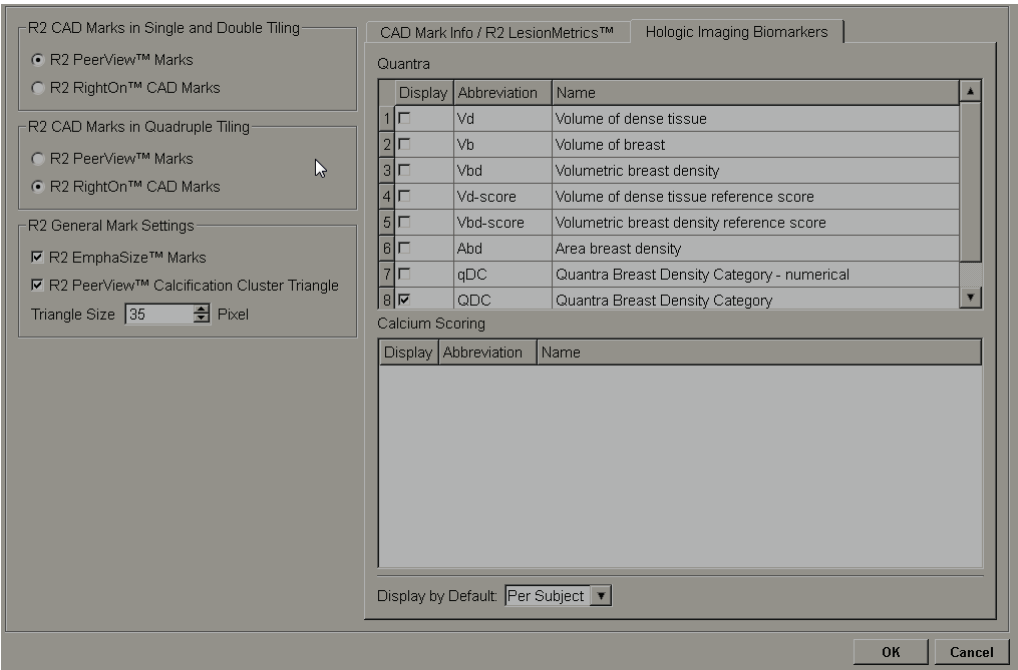 R2 CAD Marks in Single and Double Tiling
R2 PeerView™ Marks
R2 RightOn™ CAD Marks
R2 CAD Marks in Quadruple Tiling
R2 PeerView™ Marks
R2 RightOn™ CAD Marks
R2 General Mark Settings
R2 EmphaSize™ Marks
R2 PeerView™ Calcification Cluster Triangle
Triangle Size 35 Pixel
CAD Mark Info / R2 LesionMetrics™ Hologic Imaging Biomarkers
Quantra
Display Abbreviation Name
1 Vd Volume of dense tissue
2 Vb Volume of breast
3 Vbd Volumetric breast density
4 Vd-score Volume of dense tissue reference score
5 Vbd-score Volumetric breast density reference score
6 Abd Area breast density
7 qDC Quantra Breast Density Category - numerical
8 QDC Quantra Breast Density Category
Calcium Scoring
Display Abbreviation Name
Display by Default: Per Subject
OK Cancel